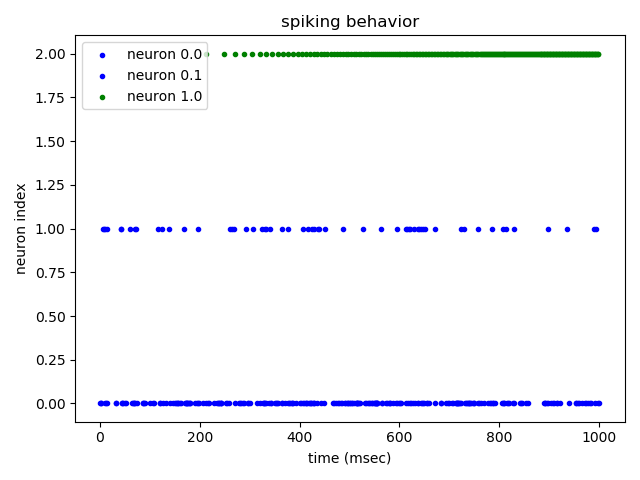 spiking behavior
neuron 0.0
neuron 0.1
neuron 1.0
2.00
1.75
1.50
1.25
1.00
0.75
0.50
0.25
0.00
neuron index
0
200
400
600
800
1000
time (msec)